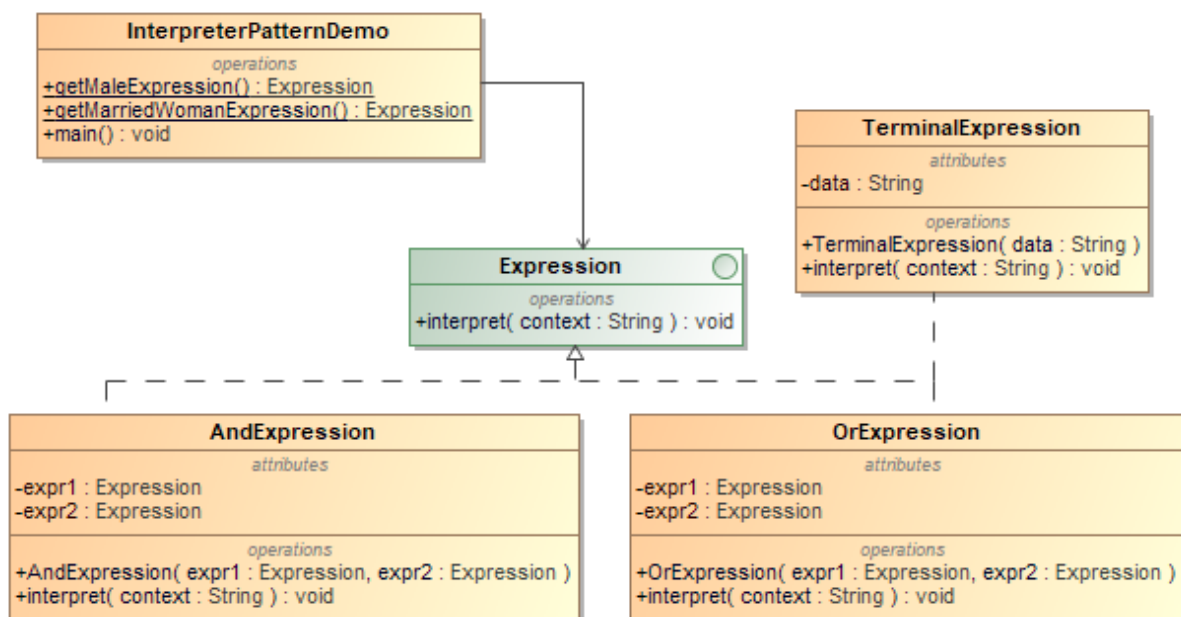 InterpreterPatternDemo
operations
+getMaleExpression() : Expression
+getMarriedWomanExpression() : Expression
+main() : void
TerminalExpression
attributes
-data : String
operations
+TerminalExpression( data : String )
+interpret( context : String ) : void
Expression
operations
+interpret( context : String ) : void
AndExpression
attributes
-expr1 : Expression
-expr2 : Expression
operations
+AndExpression( expr1 : Expression, expr2 : Expression )
+interpret( context : String ) : void
OrExpression
attributes
-expr1 : Expression
-expr2 : Expression
operations
+OrExpression( expr1 : Expression, expr2 : Expression )
+interpret( context : String ) : void